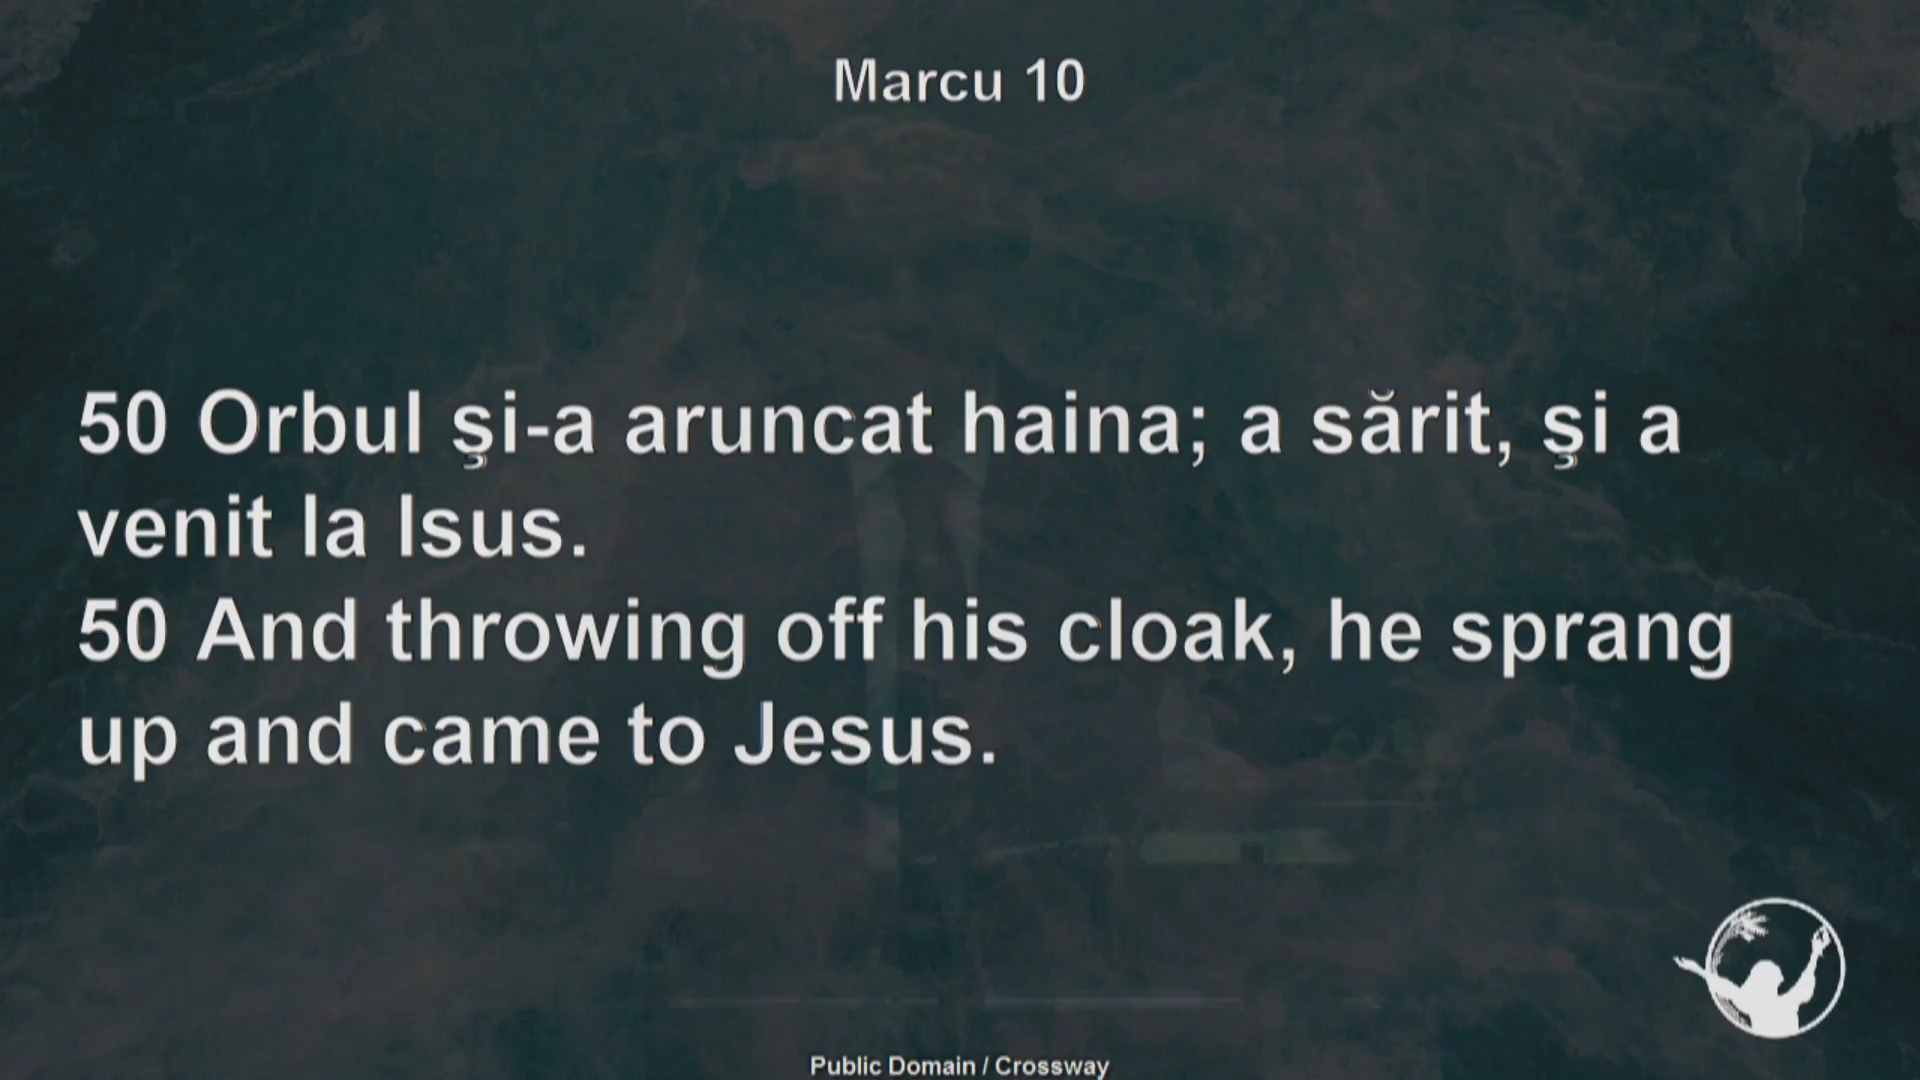 Marcu 10
50 Orbul şi-a aruncat haina; a sărit, şi a
venit la Isus.
50 And throwing off his cloak, he sprang
up and came to Jesus.
Public Domain / Crossway